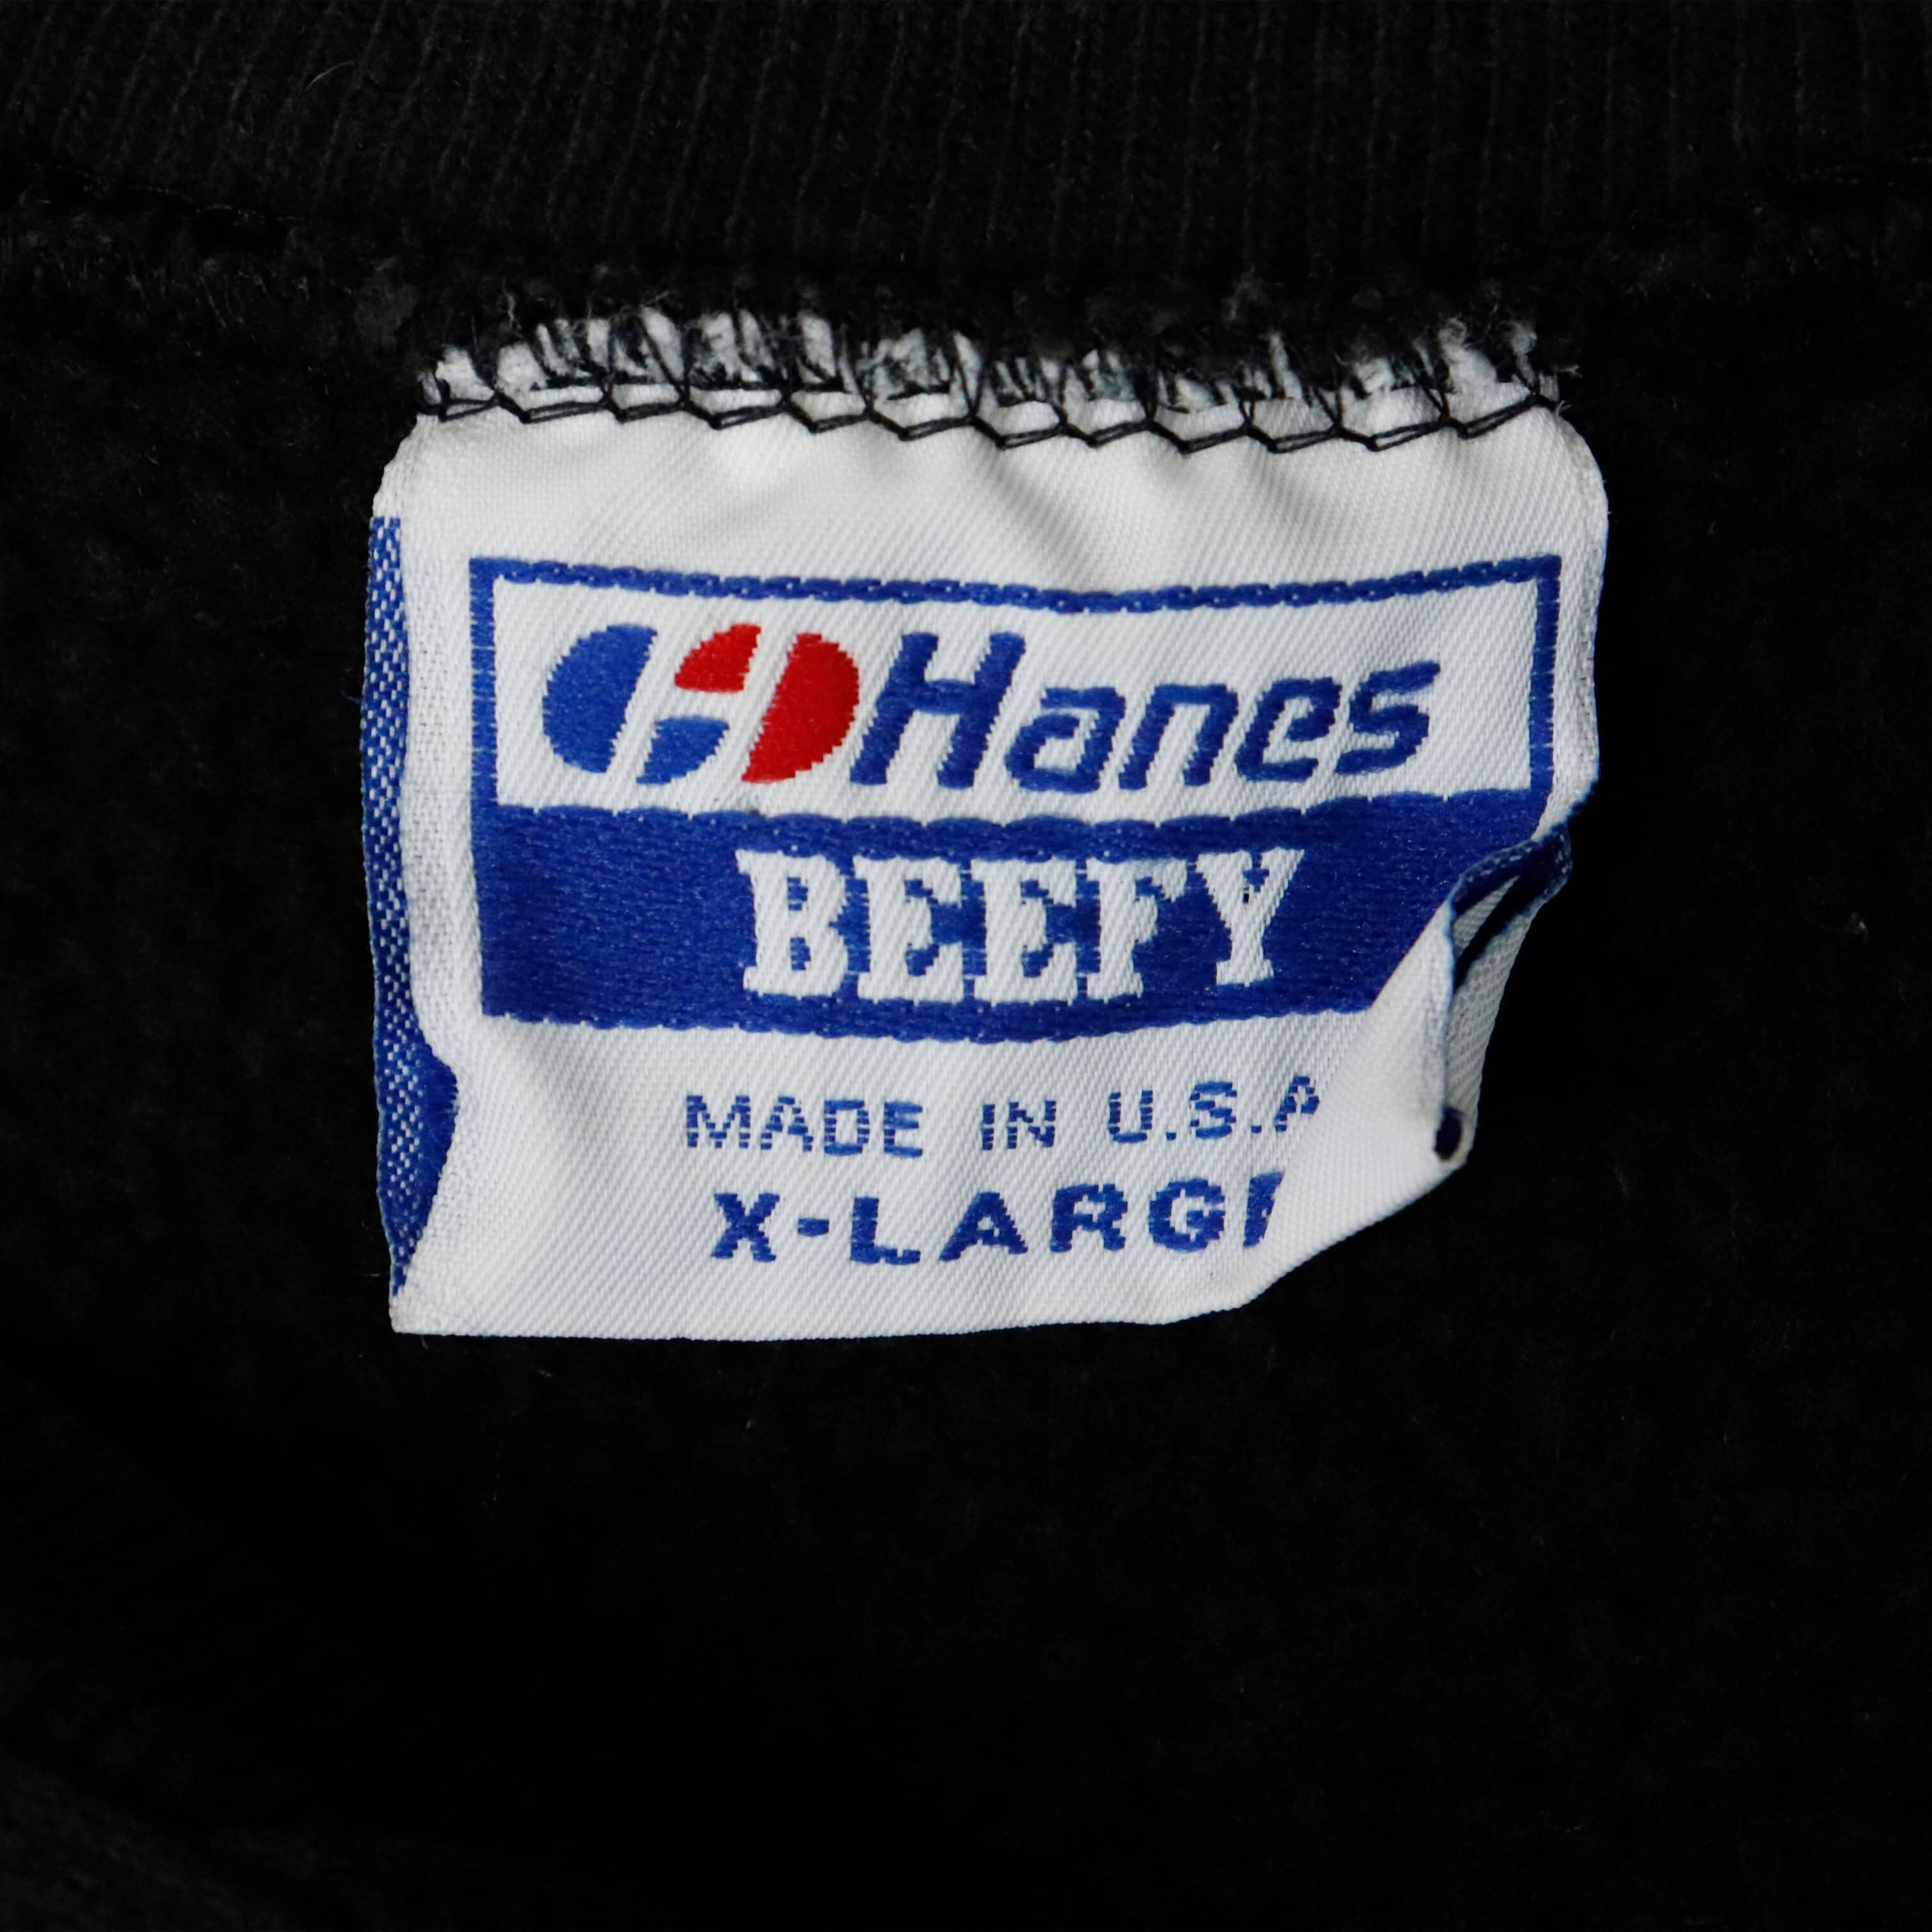 Hanes
BEEFY
MADE IN U.S.A
X-LARGE